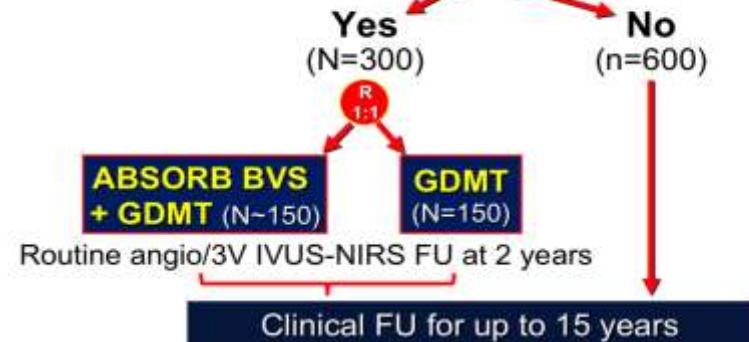 Yes No
(N=300) (n=600)
R
1:1
ABSORB BVS GDMT
+ GDMT (N~150) (N=150)
Routine angio/3V IVUS-NIRS FU at 2 years
Clinical FU for up to 15 years